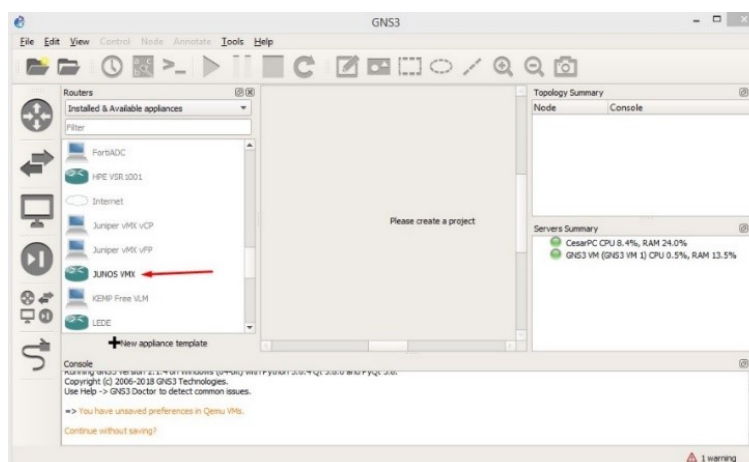 GNS3
File Edit View Control Node Annotate Tools Help
Routers
Installed & Available appliances
Filter
FortiADC
HPE VSR 1001
Internet
Juniper vMX vCP
Juniper vMX vFP
JUNOS VMX
KEMP Free VLM
LEDE
New appliance template
Please create a project
Topology Summary
Node Console
Servers Summary
CesarPC CPU 8.4%, RAM 24.0%
GNS3 VM (GNS3 VM 1) CPU 0.5%, RAM 13.5%
Console
Copyright (c) 2006-2018 GNS3 Technologies.
Use Help -> GNS3 Doctor to detect common issues.
=> You have unsaved preferences in Qemu VMs.
Continue without saving?
1 warning